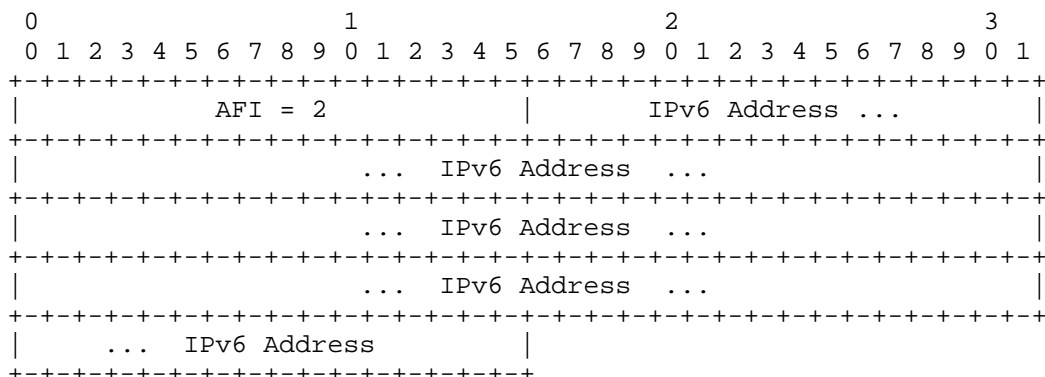 0                   1                   2                   3
 0 1 2 3 4 5 6 7 8 9 0 1 2 3 4 5 6 7 8 9 0 1 2 3 4 5 6 7 8 9 0 1
+-+-+-+-+-+-+-+-+-+-+-+-+-+-+-+-+-+-+-+-+-+-+-+-+-+-+-+-+-+-+-+-+
|            AFI = 2            |       IPv6 Address ...        |
+-+-+-+-+-+-+-+-+-+-+-+-+-+-+-+-+-+-+-+-+-+-+-+-+-+-+-+-+-+-+-+-+
|                     ...  IPv6 Address  ...                    |
+-+-+-+-+-+-+-+-+-+-+-+-+-+-+-+-+-+-+-+-+-+-+-+-+-+-+-+-+-+-+-+-+
|                     ...  IPv6 Address  ...                    |
+-+-+-+-+-+-+-+-+-+-+-+-+-+-+-+-+-+-+-+-+-+-+-+-+-+-+-+-+-+-+-+-+
|                     ...  IPv6 Address  ...                    |
+-+-+-+-+-+-+-+-+-+-+-+-+-+-+-+-+-+-+-+-+-+-+-+-+-+-+-+-+-+-+-+-+
|     ...  IPv6 Address         |
+-+-+-+-+-+-+-+-+-+-+-+-+-+-+-+-+